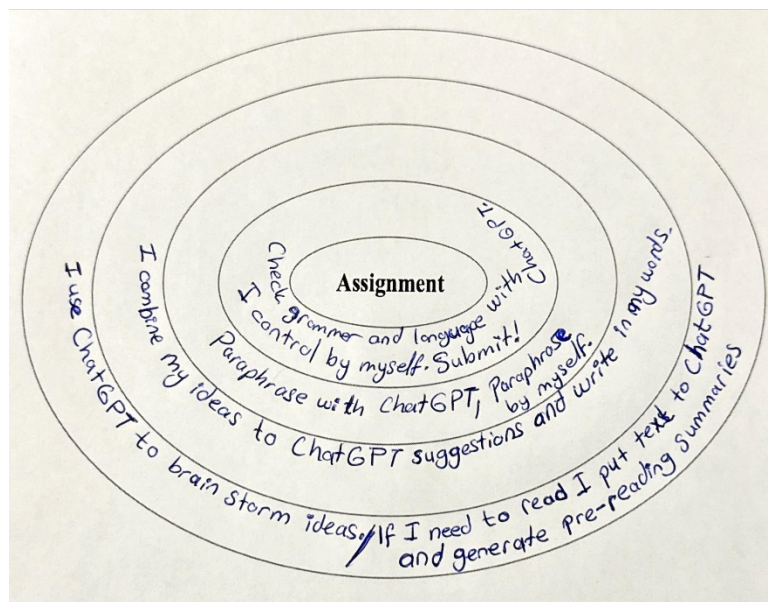 Assignment
Check grammer and language with ChatGPT.
I control by myself. Submit!
Paraphrase with ChatGPT, Paraphrase
by myself.
I combine my ideas to ChatGPT suggestions and write in my words.
I use ChatGPT to brain storm ideas. / If I need to read I put text to ChatGPT
and generate pre-reading summaries